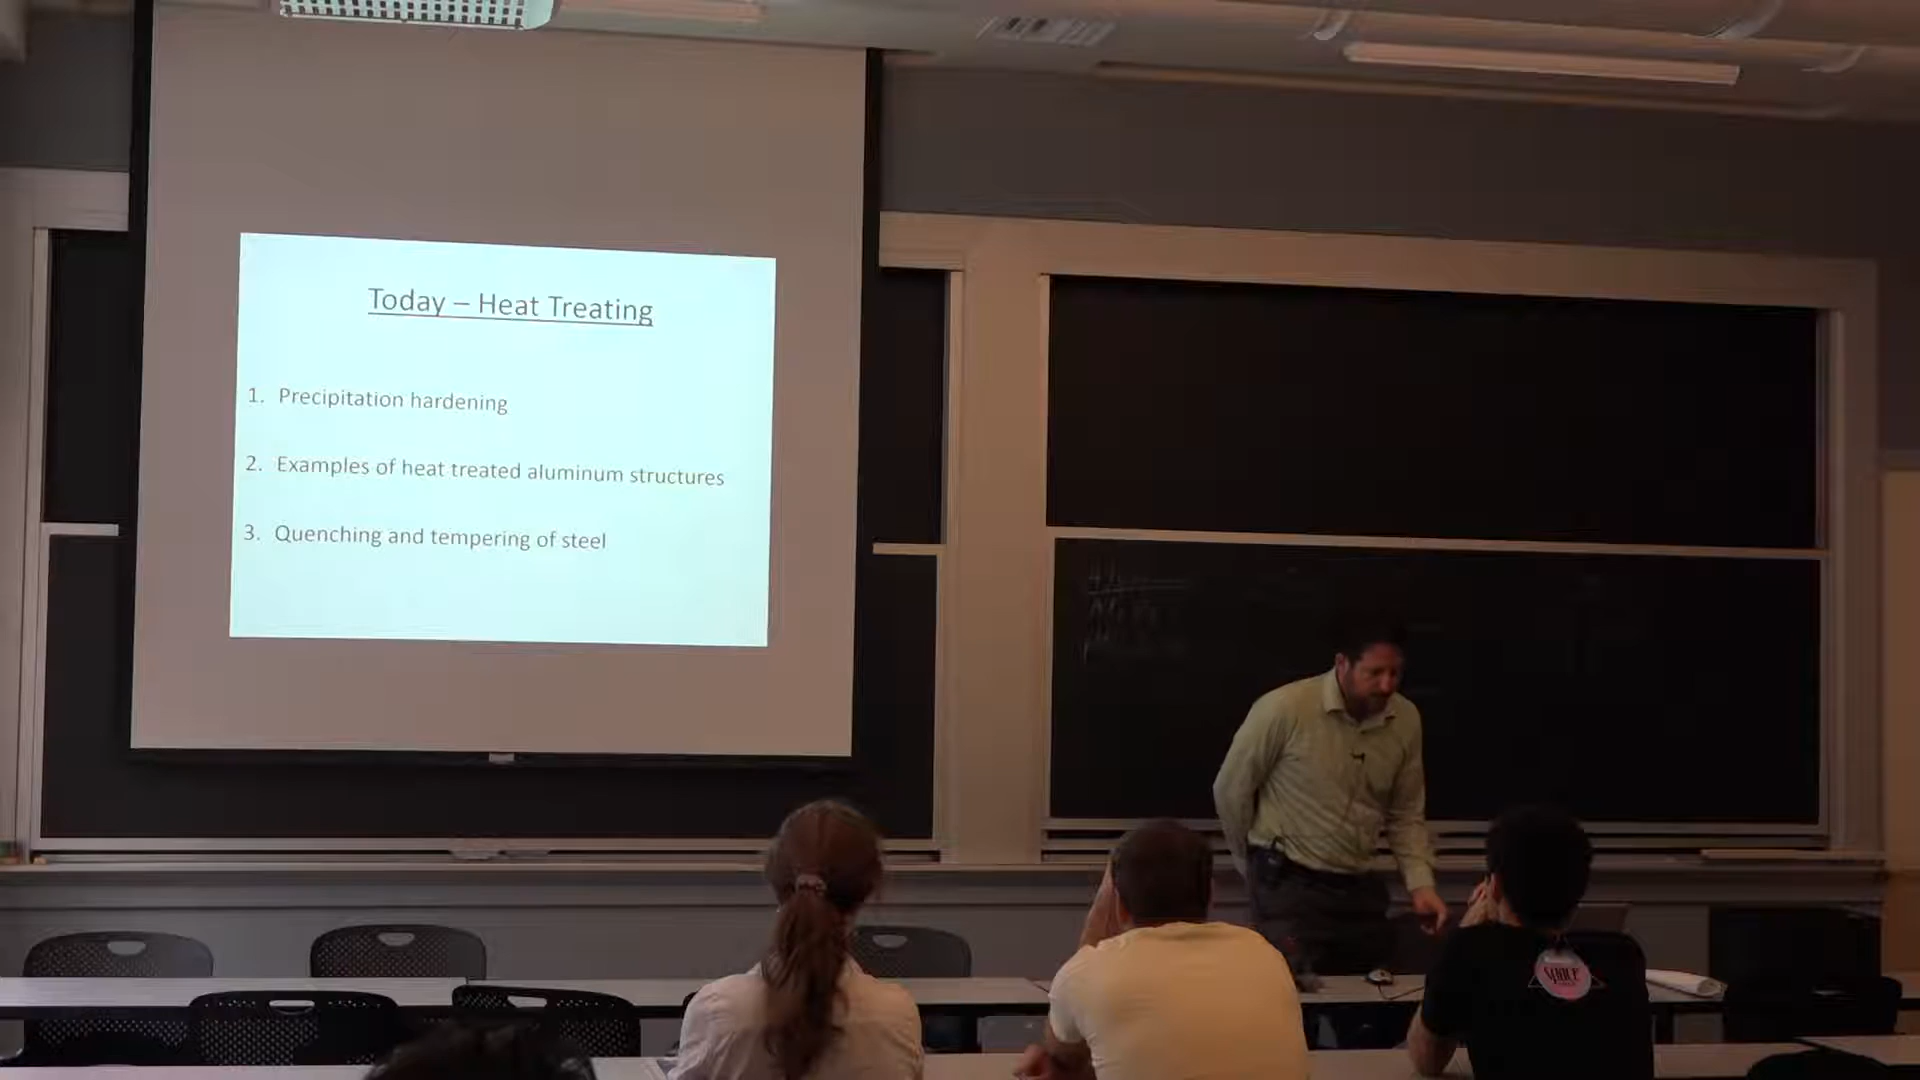 Today – Heat Treating
1. Precipitation hardening
2. Examples of heat treated aluminum structures
3. Quenching and tempering of steel
space